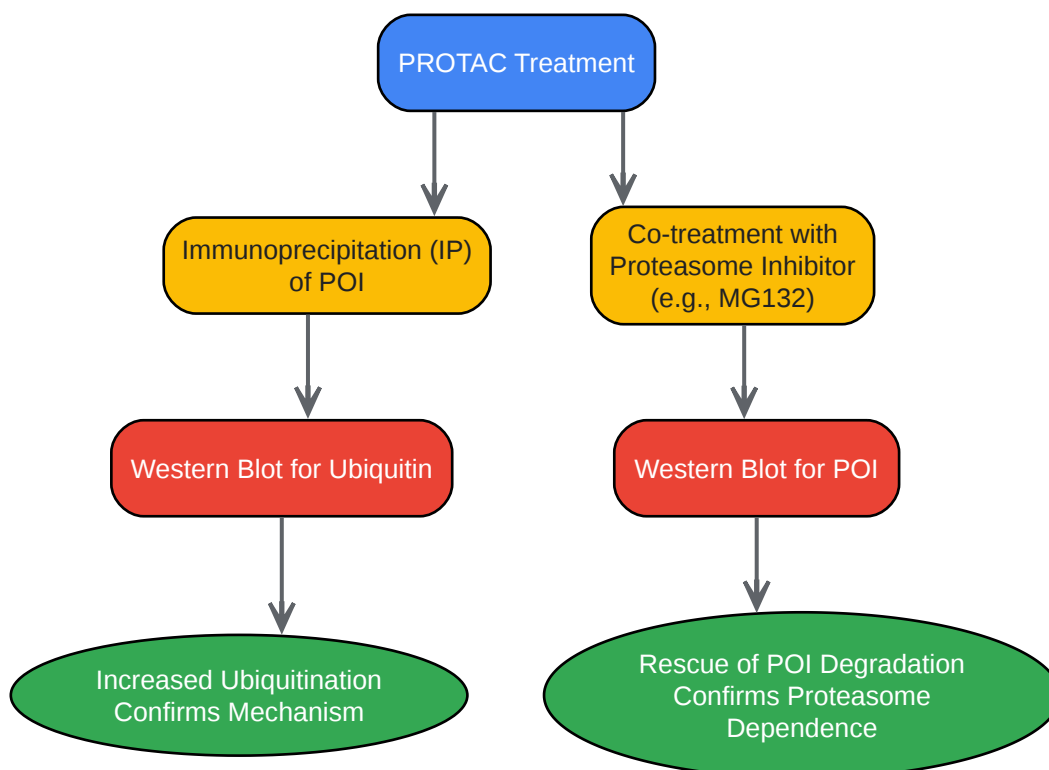 PROTAC Treatment
Immunoprecipitation (IP)
of POI
Co-treatment with
Proteasome Inhibitor
(e.g., MG132)
Western Blot for Ubiquitin
Western Blot for POI
Increased Ubiquitination
Confirms Mechanism
Rescue of POI Degradation
Confirms Proteasome
Dependence